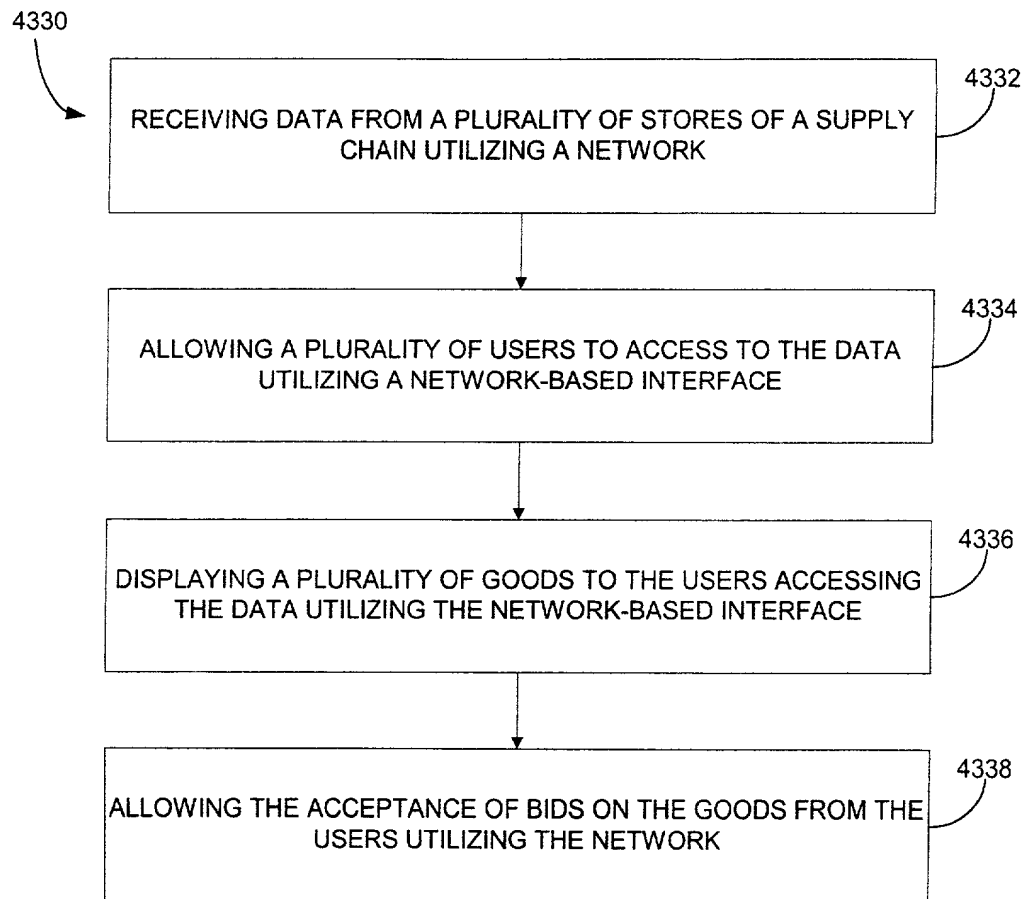 4330
4332
RECEIVING DATA FROM A PLURALITY OF STORES OF A SUPPLY
CHAIN UTILIZING A NETWORK
4334
ALLOWING A PLURALITY OF USERS TO ACCESS TO THE DATA
UTILIZING A NETWORK-BASED INTERFACE
4336
DISPLAYING A PLURALITY OF GOODS TO THE USERS ACCESSING
THE DATA UTILIZING THE NETWORK-BASED INTERFACE
4338
ALLOWING THE ACCEPTANCE OF BIDS ON THE GOODS FROM THE
USERS UTILIZING THE NETWORK